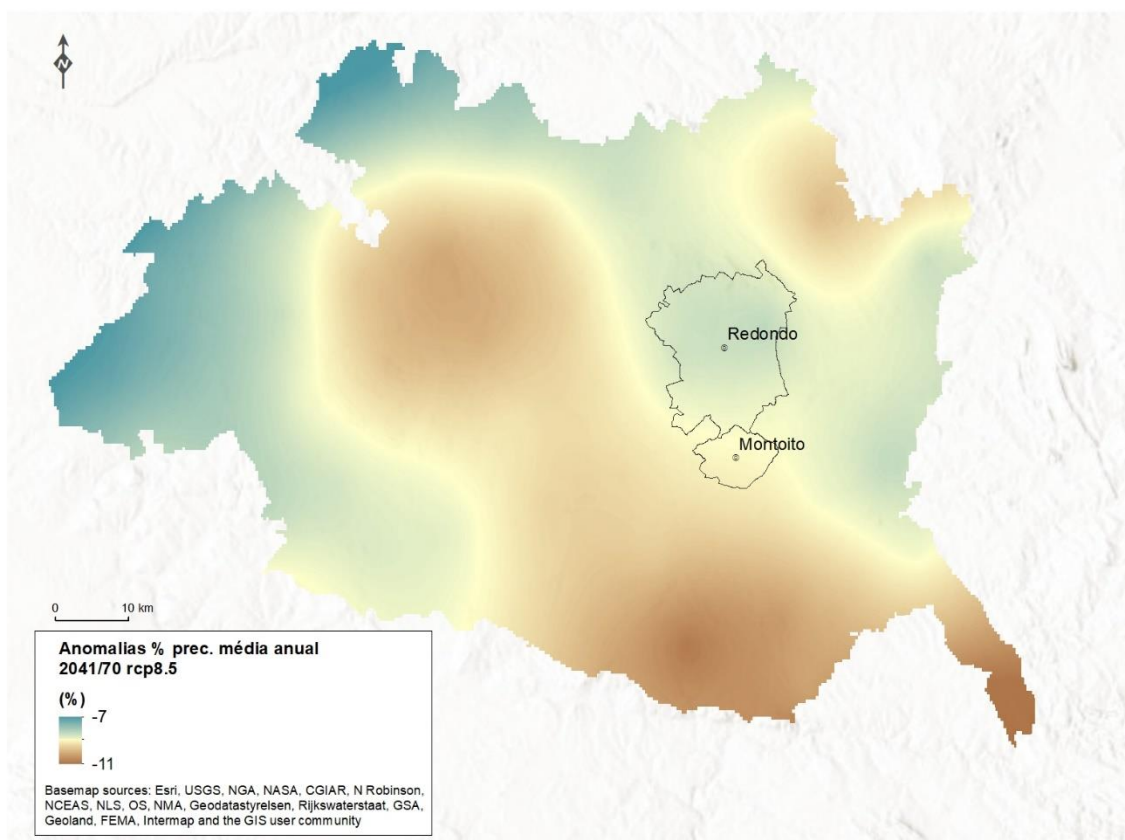 N
Redondo
Montoito
0 10 km
Anomalias % prec. média anual
2041/70 rcp8.5
(%)
-7
-11
Basemap sources: Esri, USGS, NGA, NASA, CGIAR, N Robinson,
NCEAS, NLS, OS, NMA, Geodatastyrelsen, Rijkswaterstaat, GSA,
Geoland, FEMA, Intermap and the GIS user community